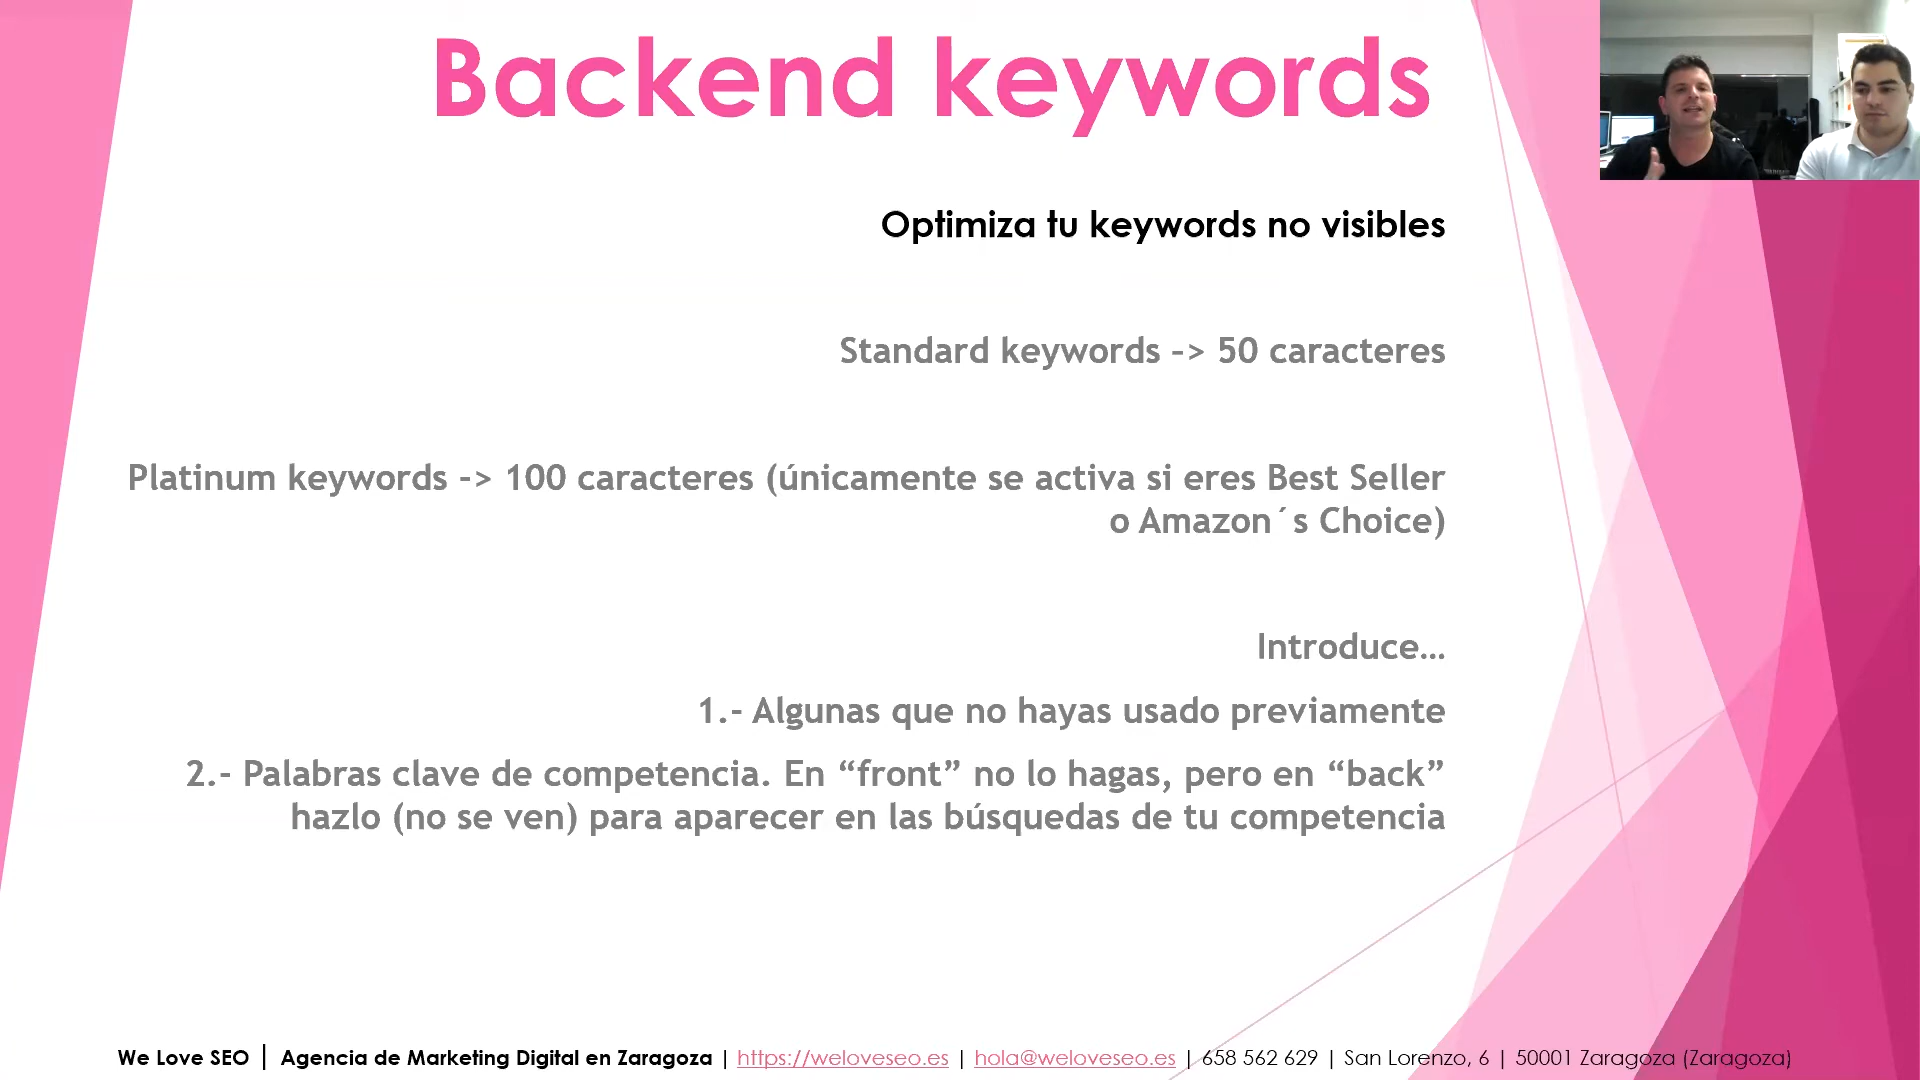 Backend keywords
Optimiza tu keywords no visibles
Standard keywords -> 50 caracteres
Platinum keywords -> 100 caracteres (únicamente se activa si eres Best Seller
o Amazon´s Choice)
Introduce...
1.- Algunas que no hayas usado previamente
2.- Palabras clave de competencia. En “front” no lo hagas, pero en “back”
hazlo (no se ven) para aparecer en las búsquedas de tu competencia
We Love SEO | Agencia de Marketing Digital en Zaragoza | https://weloveseo.es | hola@weloveseo.es | 658 562 629 | San Lorenzo, 6 | 50001 Zaragoza (Zaragoza)